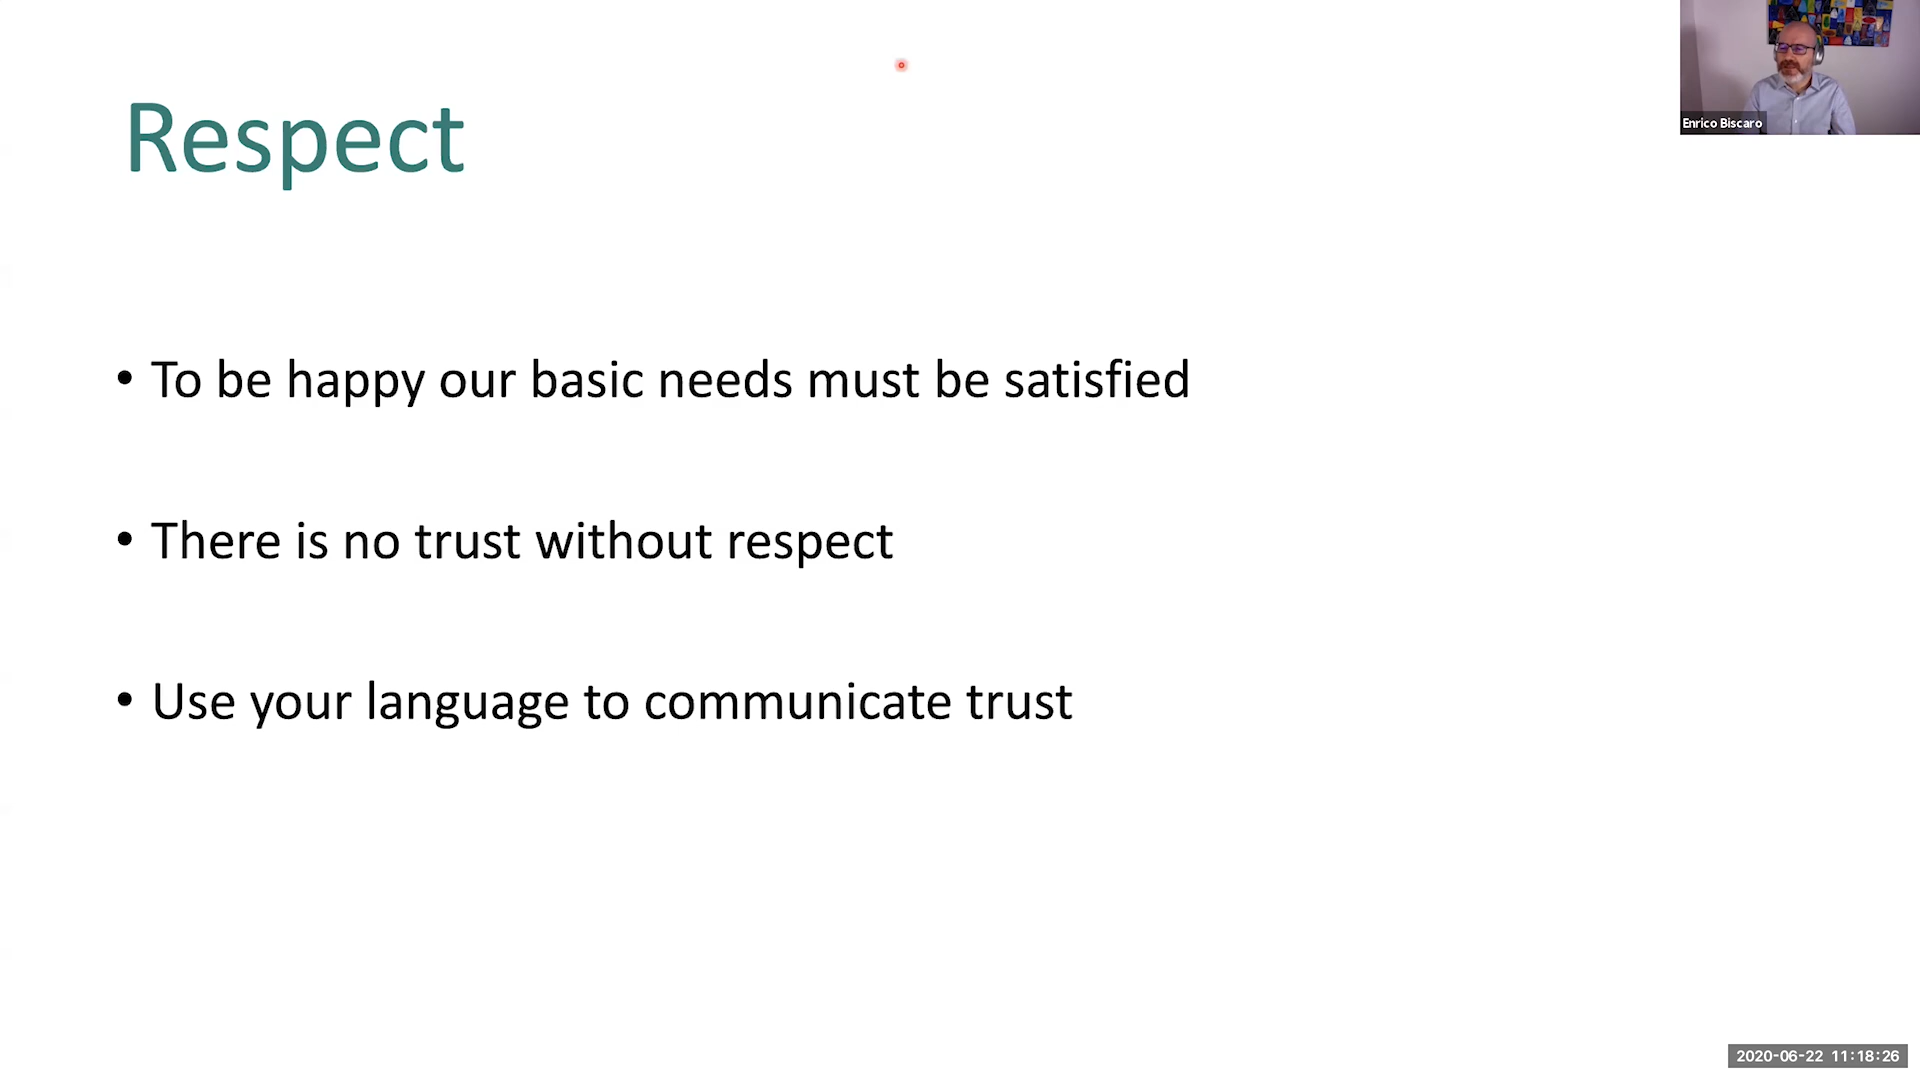 Respect
Enrico Biscaro
• To be happy our basic needs must be satisfied
• There is no trust without respect
• Use your language to communicate trust
2020-06-22 11:18:26